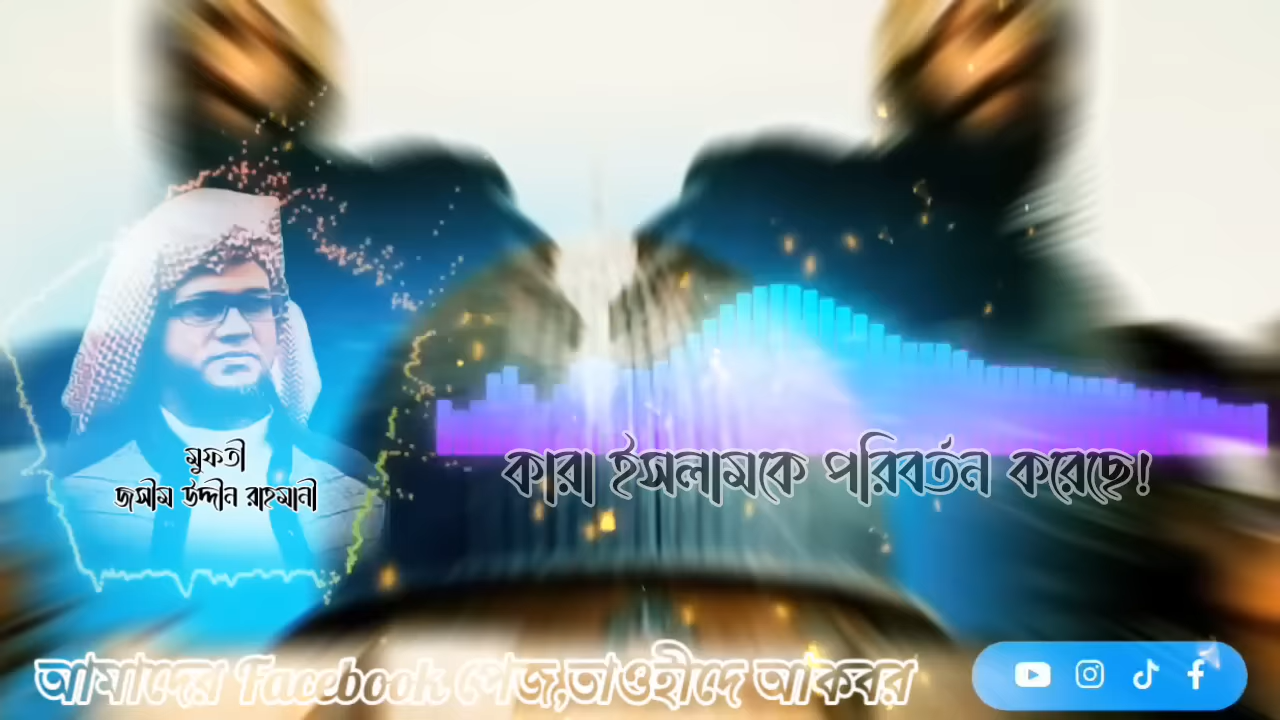 মুফতী
জসীম উদ্দীন রাহমানী
কারা ইসলামকে পরিবর্তন করেছে!
আমাদের Facebook পেজ,তাওহীদে আকবর